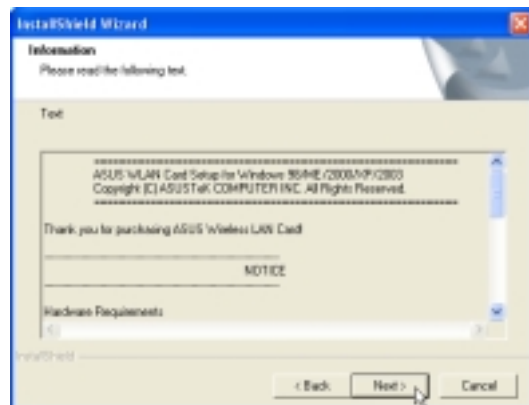 InstallShield Wizard
Information
Please read the following text.
Text
ASUS WLAN Card Setup for Windows 98/ME/2000/XP/2003
Copyright (C) ASUSTeK COMPUTER INC. All Rights Reserved.
Thank you for purchasing ASUS Wireless LAN Card!
NOTICE
Hardware Requirements
InstallShield
< Back
Next >
Cancel